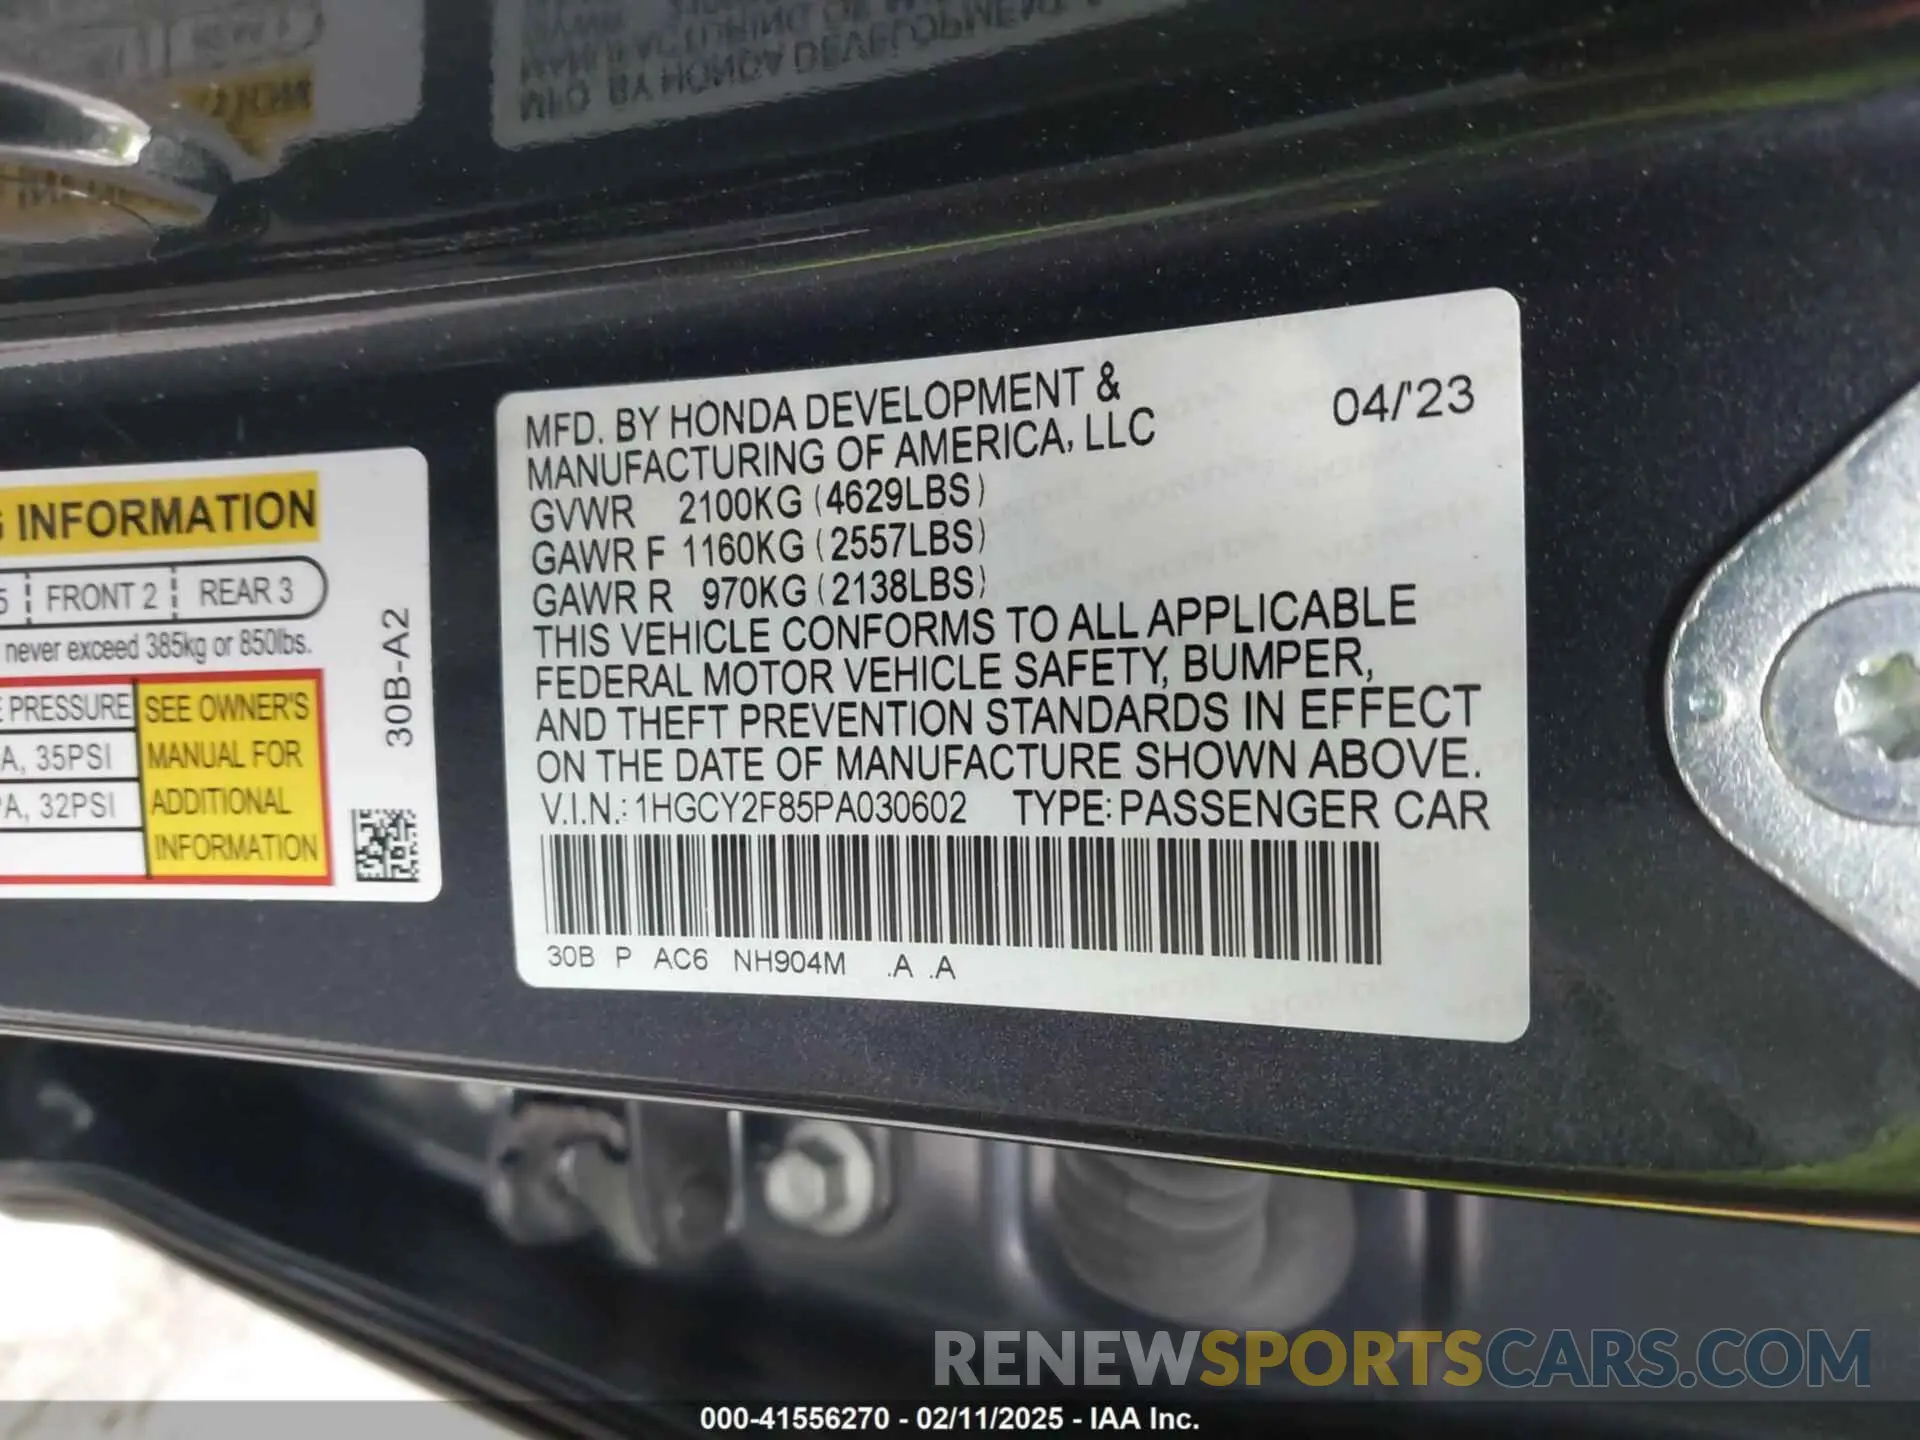 MFD. BY HONDA DEVELOPMENT &
MANUFACTURING OF AMERICA, LLC
04/'23
GVWR 2100KG (4629LBS)
GAWR F 1160KG (2557LBS)
GAWR R 970KG (2138LBS)
THIS VEHICLE CONFORMS TO ALL APPLICABLE
FEDERAL MOTOR VEHICLE SAFETY, BUMPER,
AND THEFT PREVENTION STANDARDS IN EFFECT
ON THE DATE OF MANUFACTURE SHOWN ABOVE.
V.I.N.: 1HGCY2F85PA030602 TYPE: PASSENGER CAR
30B P AC6 NH904M .A .A
G INFORMATION
5 FRONT 2 REAR 3
never exceed 385kg or 850lbs.
E PRESSURE
A, 35PSI
PA, 32PSI
SEE OWNER'S
MANUAL FOR
ADDITIONAL
INFORMATION
30B-A2
RENEWSPORTSCARS.COM
000-41556270 - 02/11/2025 - IAA Inc.